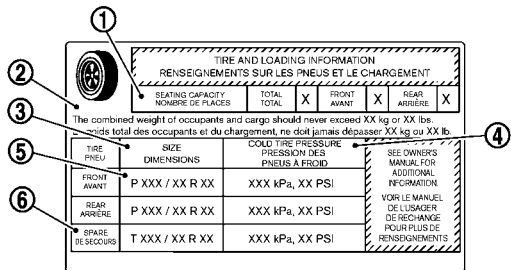 ①
TIRE AND LOADING INFORMATION
RENSEIGNEMENTS SUR LES PNEUS ET LE CHARGEMENT
SEATING CAPACITY
NOMBRE DE PLACES
TOTAL
TOTAL
X
FRONT
AVANT
X
REAR
ARRIÈRE
X
②
The combined weight of occupants and cargo should never exceed XX kg or XX lbs.
poids total des occupants et du chargement, ne doit jamais dépasser XX kg ou XX lb.
③
④
TIRE
PNEU
SIZE
DIMENSIONS
COLD TIRE PRESSURE
PRESSION DES
PNEUS À FROID
SEE OWNER'S
MANUAL FOR
ADDITIONAL
INFORMATION.
VOIR LE MANUEL
DE L'USAGER
DE RECHANGE
POUR PLUS DE
RENSEIGNEMENTS
⑤
FRONT
AVANT
P XXX / XX R XX
XXX kPa, XX PSI
REAR
ARRIÈRE
P XXX / XX R XX
XXX kPa, XX PSI
⑥
SPARE
DE SECOURS
T XXX / XX R XX
XXX kPa, XX PSI